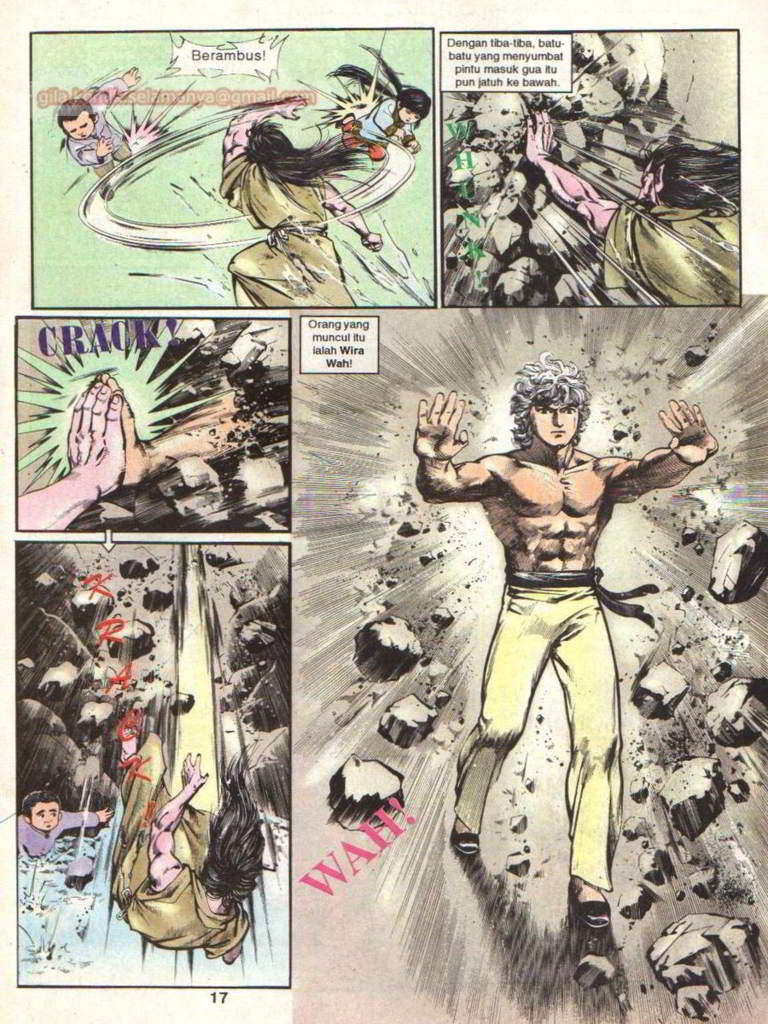 Berambus!
Dengan tiba-tiba, batu-
batu yang menyumbat
pintu masuk gua itu
pun jatuh ke bawah.
CRACK!
Orang yang
muncul itu
ialah Wira
Wah!
KRACK!
WAH!
17